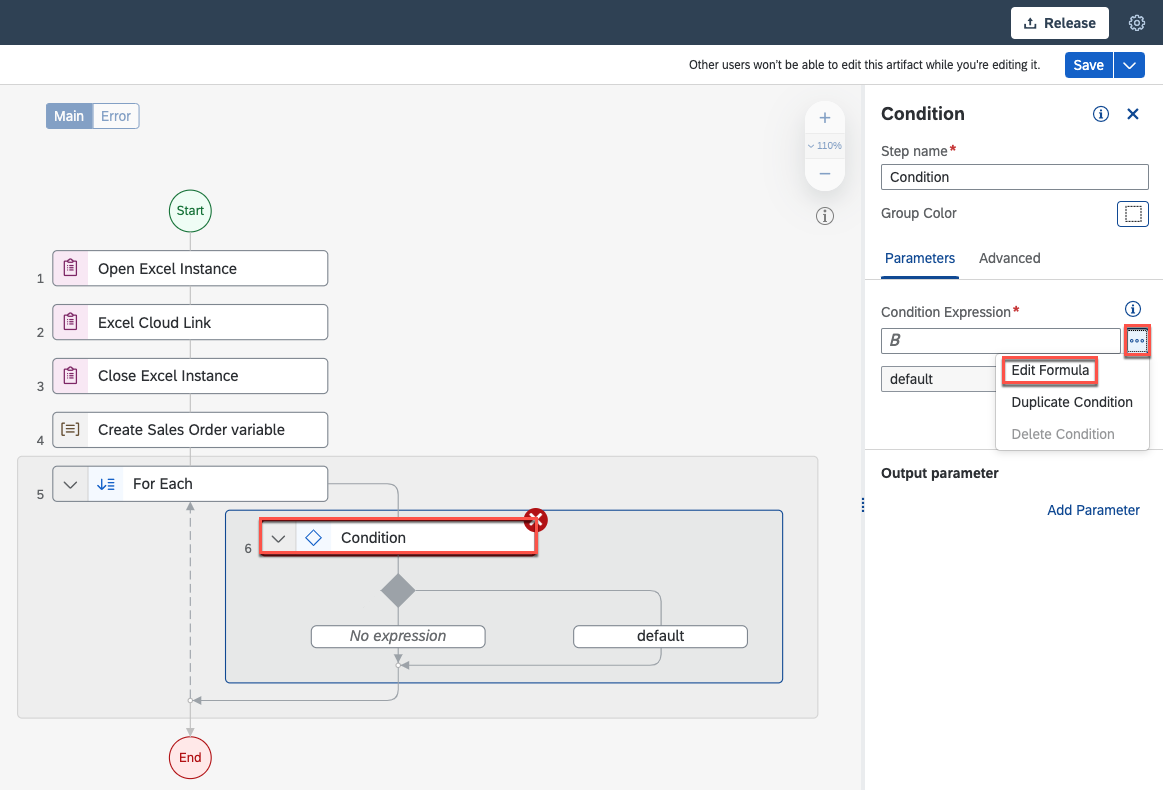 Release
Other users won't be able to edit this artifact while you're editing it.
Save
Main
Error
110%
Start
1
Open Excel Instance
2
Excel Cloud Link
3
Close Excel Instance
4
Create Sales Order variable
5
For Each
6
Condition
No expression
default
End
Condition
Step name*
Condition
Group Color
Parameters
Advanced
Condition Expression*
B
default
Edit Formula
Duplicate Condition
Delete Condition
Output parameter
Add Parameter